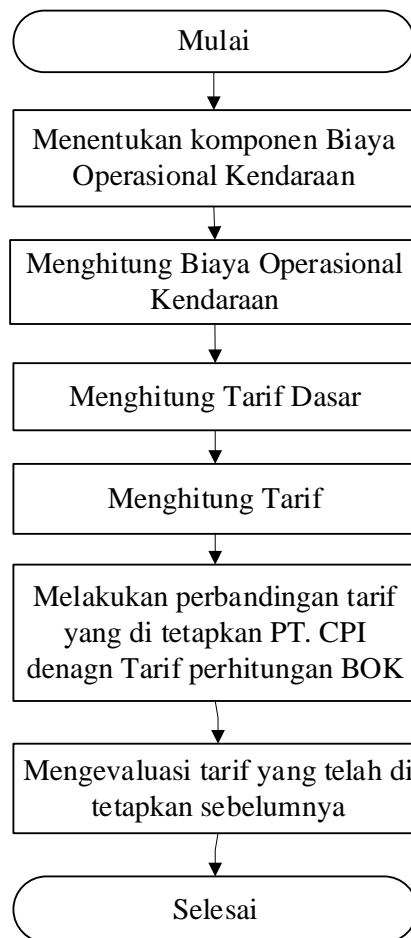 Mulai
Menentukan komponen Biaya
Operasional Kendaraan
Menghitung Biaya Operasional
Kendaraan
Menghitung Tarif Dasar
Menghitung Tarif
Melakukan perbandingan tarif
yang di tetapkan PT. CPI
denagn Tarif perhitungan BOK
Mengevaluasi tarif yang telah di
tetapkan sebelumnya
Selesai